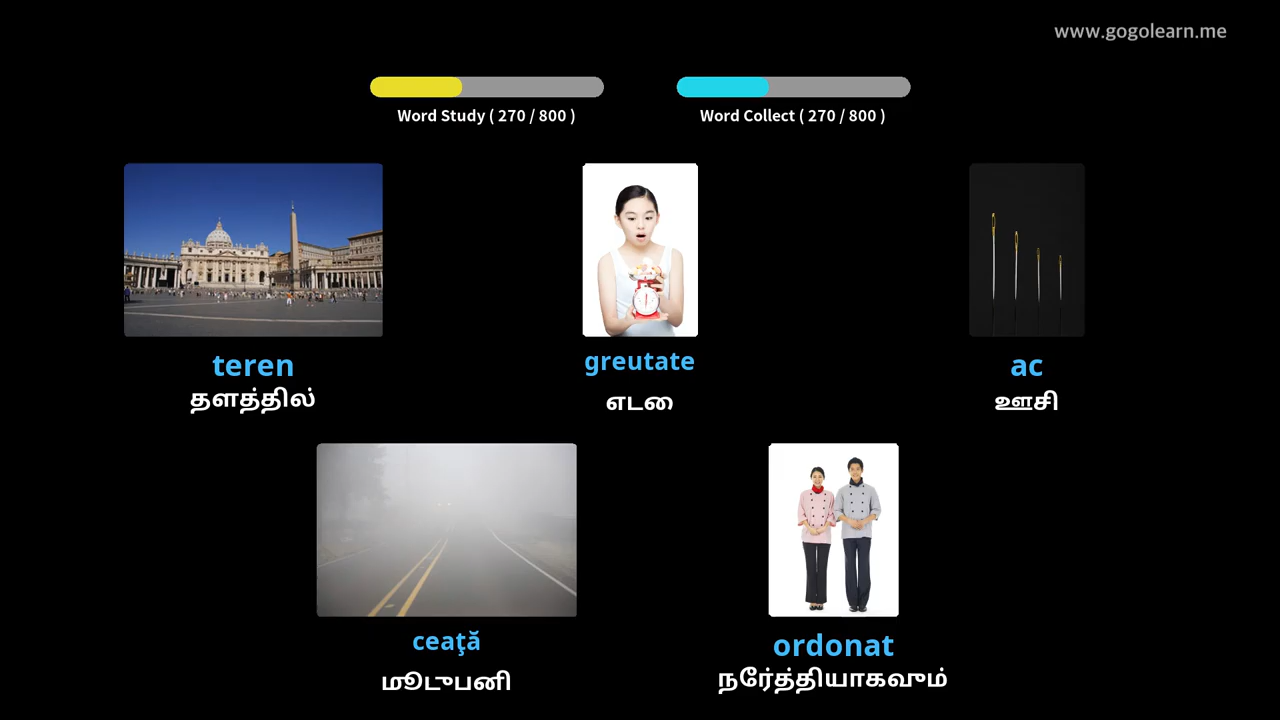 www.gogolearn.me
Word Study ( 270 / 800 )
Word Collect ( 270 / 800 )
teren
தளத்தில்
greutate
எடை
ac
ஊசி
ceaţă
மூடுபனி
ordonat
நேர்த்தியாகவும்